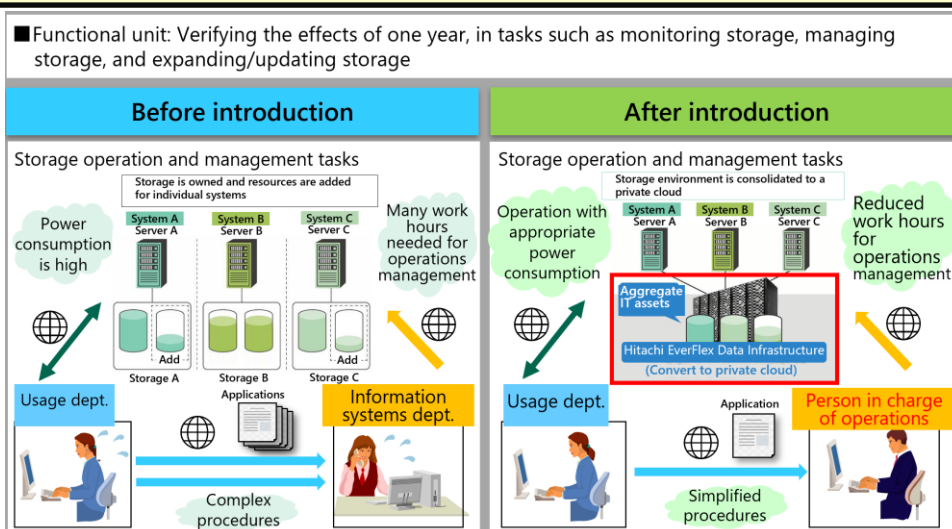 ■Functional unit: Verifying the effects of one year, in tasks such as monitoring storage, managing
storage, and expanding/updating storage
Before introduction
Storage operation and management tasks
Storage is owned and resources are added
for individual systems
Power
consumption
is high
System A
Server A
System B
Server B
System C
Server C
Many work
hours
needed for
operations
management
Add
Add
Storage A
Storage B
Storage C
Usage dept.
Applications
Information
systems dept.
Complex
procedures
After introduction
Storage operation and management tasks
Storage environment is consolidated to a
private cloud
Operation with
appropriate
power
consumption
System A
Server A
System B
Server B
System C
Server C
Reduced
work hours
for
operations
management
Aggregate
IT assets
Hitachi EverFlex Data Infrastructure
(Convert to private cloud)
Usage dept.
Application
Person in charge
of operations
Simplified
procedures